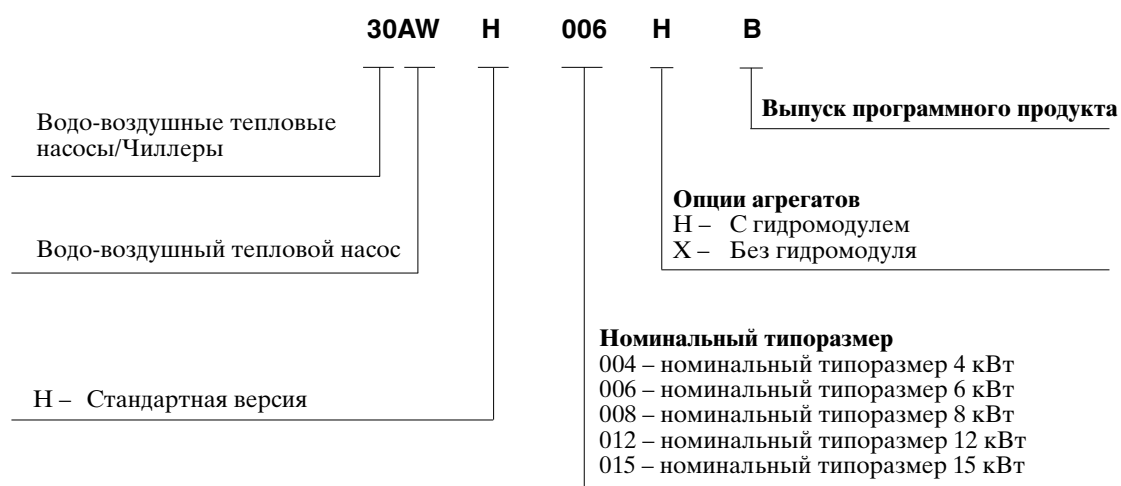 30AW H 006 H B
Выпуск программного продукта
Водо-воздушные тепловые
насосы/Чиллеры
Опции агрегатов
H – С гидромодулем
X – Без гидромодуля
Водо-воздушный тепловой насос
Номинальный типоразмер
004 – номинальный типоразмер 4 кВт
006 – номинальный типоразмер 6 кВт
008 – номинальный типоразмер 8 кВт
012 – номинальный типоразмер 12 кВт
015 – номинальный типоразмер 15 кВт
H – Стандартная версия